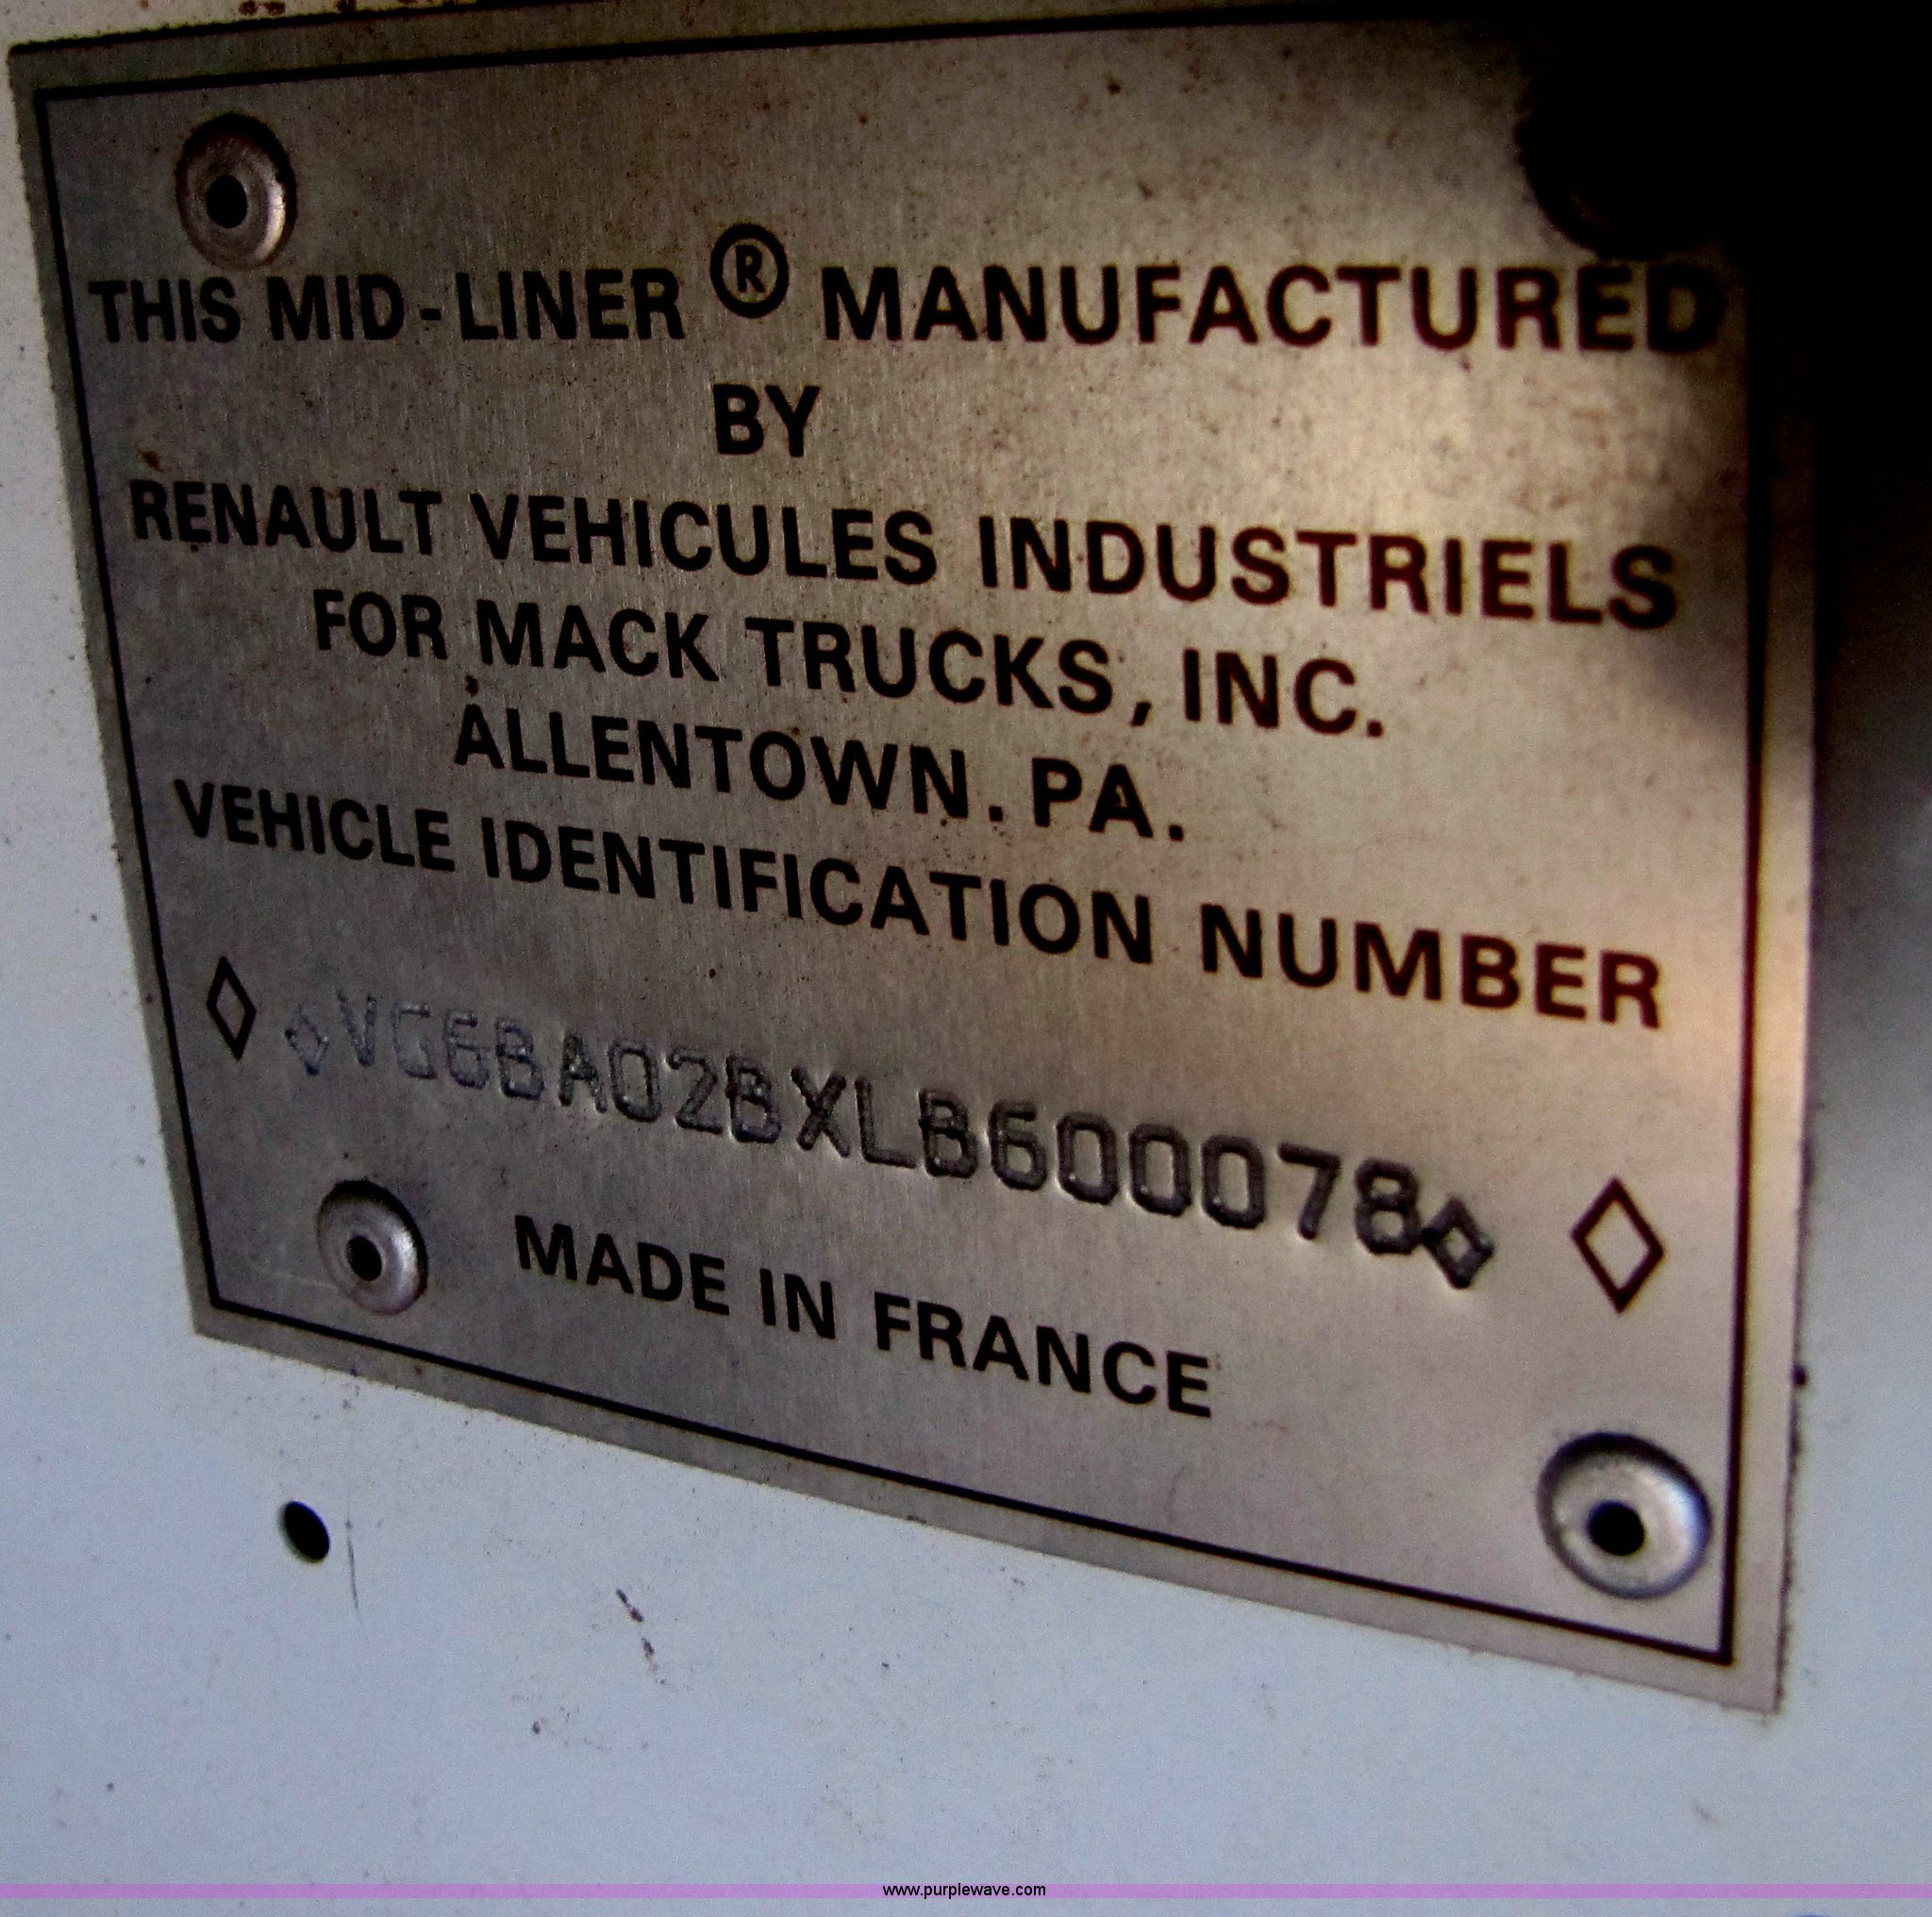 THIS MID-LINER ® MANUFACTURED
BY
RENAULT VEHICULES INDUSTRIELS
FOR MACK TRUCKS, INC.
ALLENTOWN. PA.
VEHICLE IDENTIFICATION NUMBER
◊ ◊VG6BA02BXLB600078◊ ◊
MADE IN FRANCE
www.purplewave.com